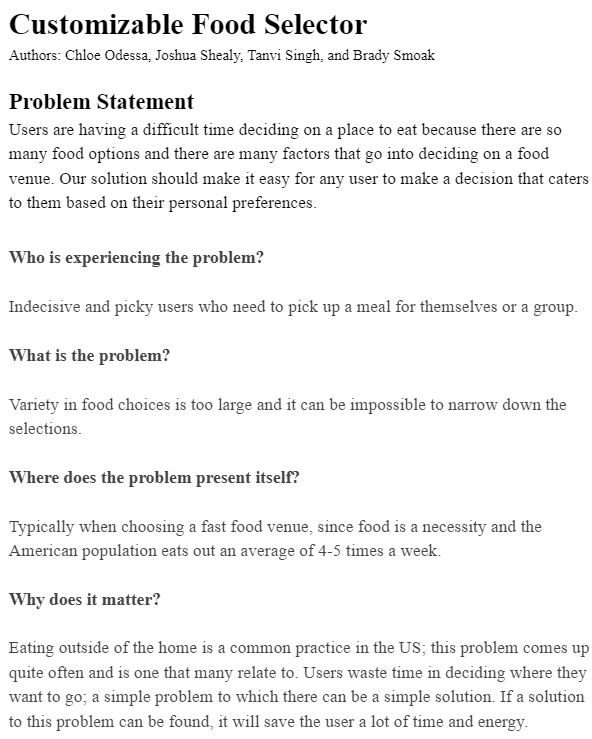 Customizable Food Selector
Authors: Chloe Odessa, Joshua Shealy, Tanvi Singh, and Brady Smoak
Problem Statement
Users are having a difficult time deciding on a place to eat because there are so
many food options and there are many factors that go into deciding on a food
venue. Our solution should make it easy for any user to make a decision that caters
to them based on their personal preferences.
Who is experiencing the problem?
Indecisive and picky users who need to pick up a meal for themselves or a group.
What is the problem?
Variety in food choices is too large and it can be impossible to narrow down the
selections.
Where does the problem present itself?
Typically when choosing a fast food venue, since food is a necessity and the
American population eats out an average of 4-5 times a week.
Why does it matter?
Eating outside of the home is a common practice in the US; this problem comes up
quite often and is one that many relate to. Users waste time in deciding where they
want to go; a simple problem to which there can be a simple solution. If a solution
to this problem can be found, it will save the user a lot of time and energy.